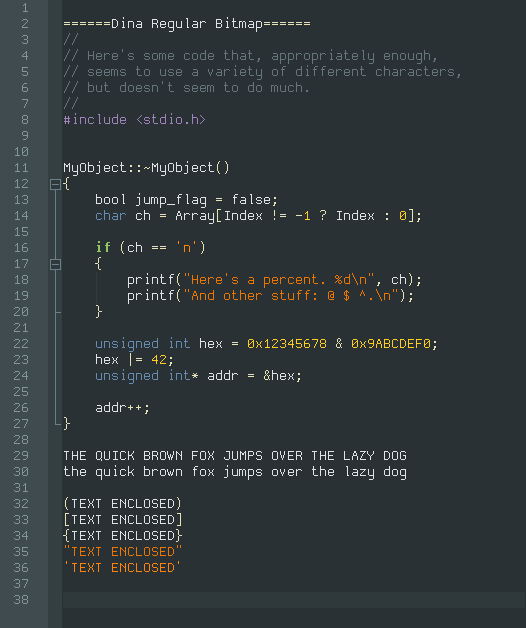 1
2 ======Dina Regular Bitmap======
3 //
4 // Here's some code that, appropriately enough,
5 // seems to use a variety of different characters,
6 // but doesn't seem to do much.
7 //
8 #include <stdio.h>
9
10
11 MyObject::~MyObject()
12 {
13     bool jump_flag = false;
14     char ch = Array[Index != -1 ? Index : 0];
15
16     if (ch == 'n')
17     {
18         printf("Here's a percent. %d\n", ch);
19         printf("And other stuff: @ $ ^.\n");
20     }
21
22     unsigned int hex = 0x12345678 & 0x9ABCDEF0;
23     hex |= 42;
24     unsigned int* addr = &hex;
25
26     addr++;
27 }
28
29 THE QUICK BROWN FOX JUMPS OVER THE LAZY DOG
30 the quick brown fox jumps over the lazy dog
31
32 (TEXT ENCLOSED)
33 [TEXT ENCLOSED]
34 {TEXT ENCLOSED}
35 "TEXT ENCLOSED"
36 'TEXT ENCLOSED'
37
38